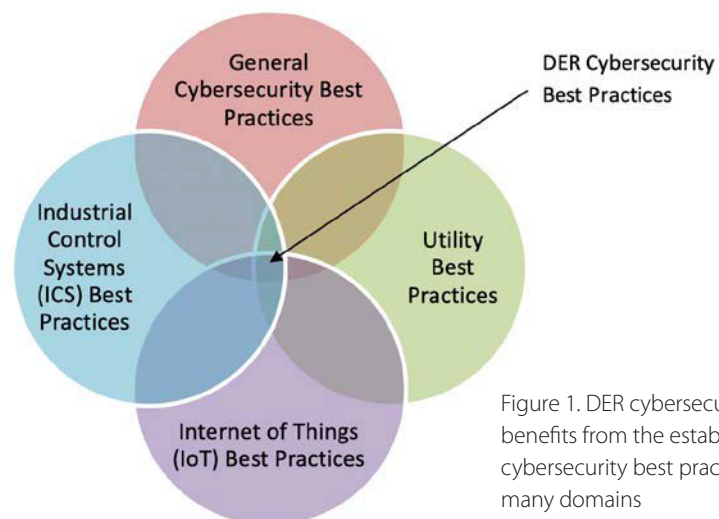 General
Cybersecurity Best
Practices
DER Cybersecurity
Best Practices
Industrial
Control
Systems
(ICS) Best
Practices
Utility
Best
Practices
Internet of Things
(IoT) Best Practices
Figure 1. DER cybersecu
benefits from the estab
cybersecurity best prac
many domains